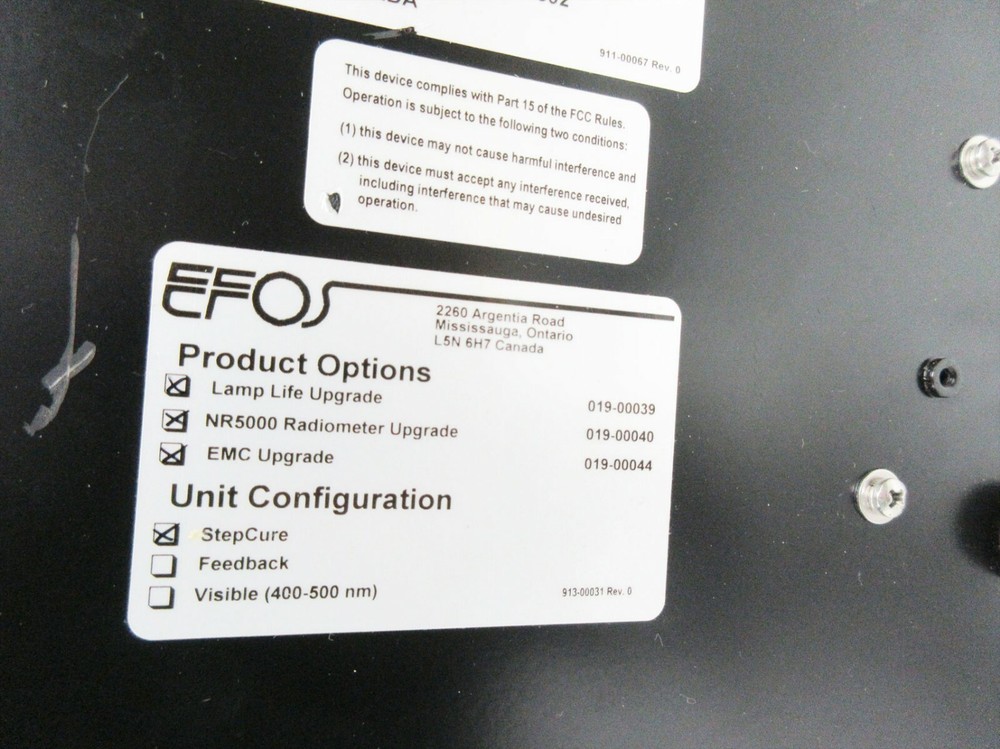 911-00067 Rev. 0
This device complies with Part 15 of the FCC Rules.
Operation is subject to the following two conditions:
(1) this device may not cause harmful interference and
(2) this device must accept any interference received,
including interference that may cause undesired
operation.
EFOS
2260 Argentia Road
Mississauga, Ontario
L5N 6H7 Canada
Product Options
Lamp Life Upgrade 019-00039
NR5000 Radiometer Upgrade 019-00040
EMC Upgrade 019-00044
Unit Configuration
StepCure
Feedback
Visible (400-500 nm)
913-00031 Rev. 0